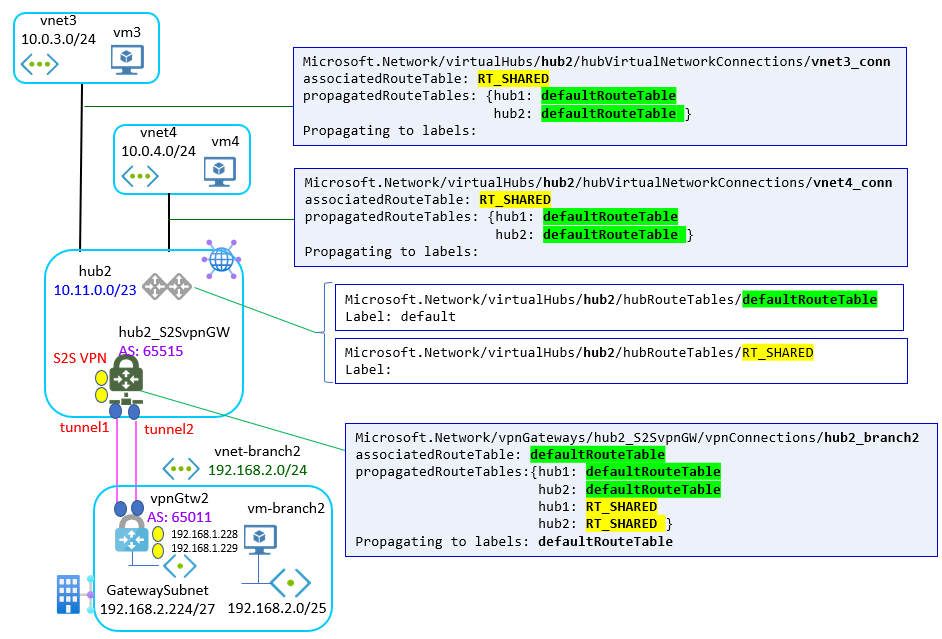 vnet3
10.0.3.0/24
vm3
Microsoft.Network/virtualHubs/hub2/hubVirtualNetworkConnections/vnet3_conn
associatedRouteTable: RT_SHARED
propagatedRouteTables: {hub1: defaultRouteTable
hub2: defaultRouteTable }
Propagating to labels:
vnet4
10.0.4.0/24
vm4
Microsoft.Network/virtualHubs/hub2/hubVirtualNetworkConnections/vnet4_conn
associatedRouteTable: RT_SHARED
propagatedRouteTables: {hub1: defaultRouteTable
hub2: defaultRouteTable }
Propagating to labels:
hub2
10.11.0.0/23
Microsoft.Network/virtualHubs/hub2/hubRouteTables/defaultRouteTable
Label: default
Microsoft.Network/virtualHubs/hub2/hubRouteTables/RT_SHARED
Label:
hub2_S2SvpnGW
AS: 65515
S2S VPN
tunnel1
tunnel2
Microsoft.Network/vpnGateways/hub2_S2SvpnGW/vpnConnections/hub2_branch2
associatedRouteTable: defaultRouteTable
propagatedRouteTables:{hub1: defaultRouteTable
hub2: defaultRouteTable
hub1: RT_SHARED
hub2: RT_SHARED }
Propagating to labels: defaultRouteTable
vnet-branch2
192.168.2.0/24
vpnGtw2
AS: 65011
192.168.1.228
192.168.1.229
vm-branch2
GatewaySubnet
192.168.2.224/27
192.168.2.0/25